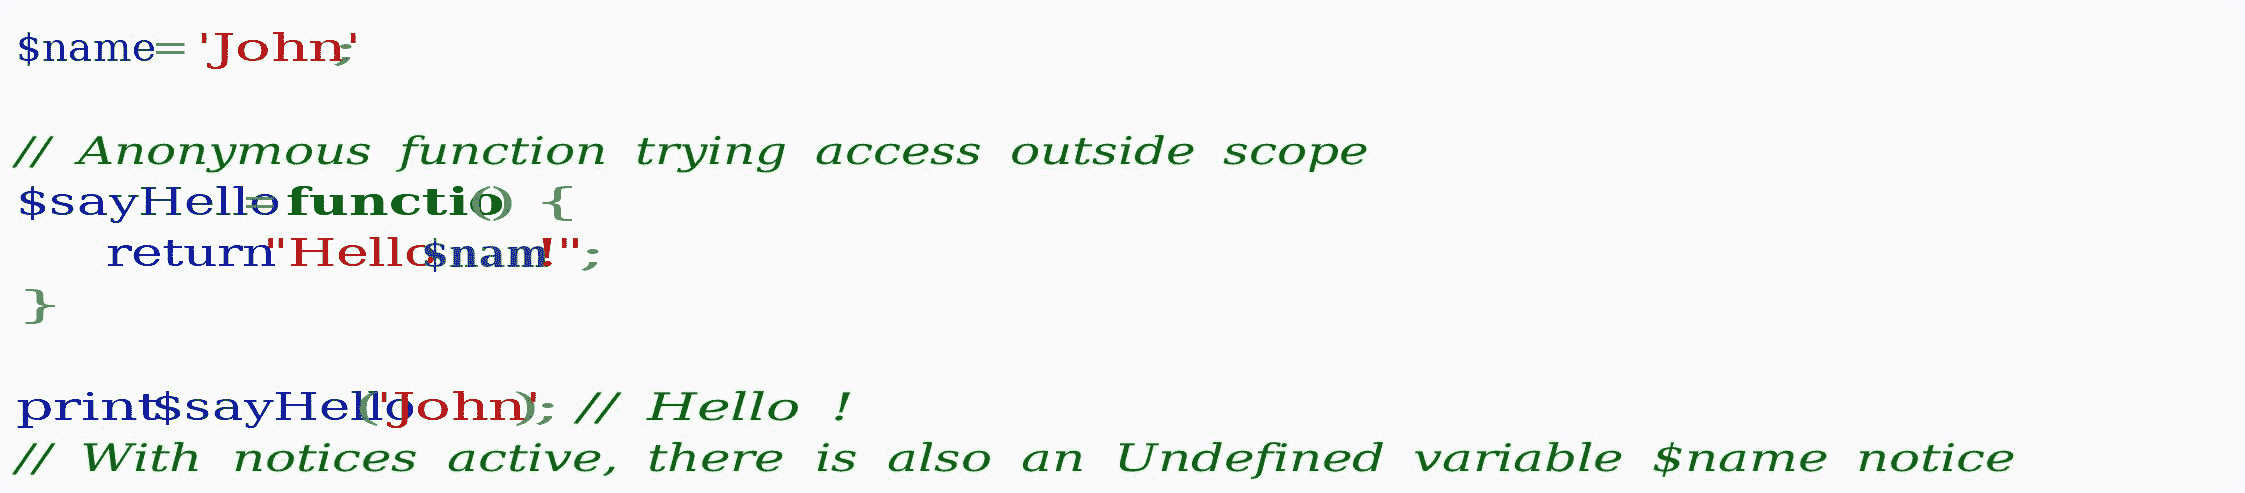 $name = 'John';
// Anonymous function trying access outside scope
$sayHello = function() {
return "Hello $name!";
}
print $sayHello('John'); // Hello !
// With notices active, there is also an Undefined variable $name notice